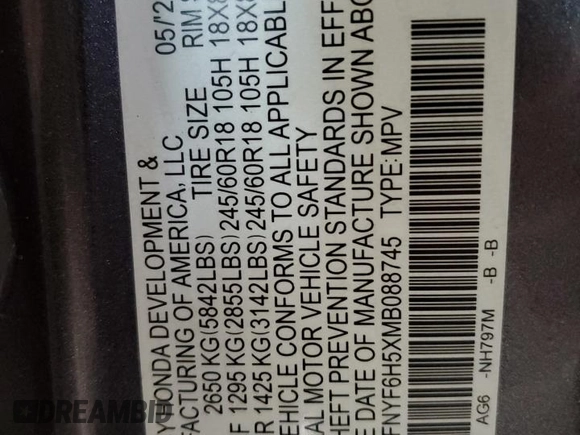 Y HONDA DEVELOPMENT & 05/'2
FACTURING OF AMERICA, LLC
2650 KG(5842LBS) TIRE SIZE RIM S
F 1295 KG(2855LBS) 245/60R18 105H 18X8
R 1425 KG(3142LBS) 245/60R18 105H 18X8
EHICLE CONFORMS TO ALL APPLICABLE
AL MOTOR VEHICLE SAFETY
HEFT PREVENTION STANDARDS IN EFF
E DATE OF MANUFACTURE SHOWN ABO
FNYF6H5XMB088745 TYPE:MPV
AG6 -NH797M -B -B
DREAMBID